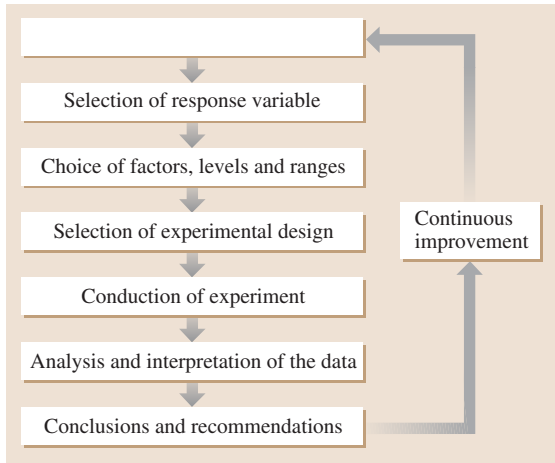 Selection of response variable
Choice of factors, levels and ranges
Selection of experimental design
Conduction of experiment
Analysis and interpretation of the data
Conclusions and recommendations
Continuous
improvement